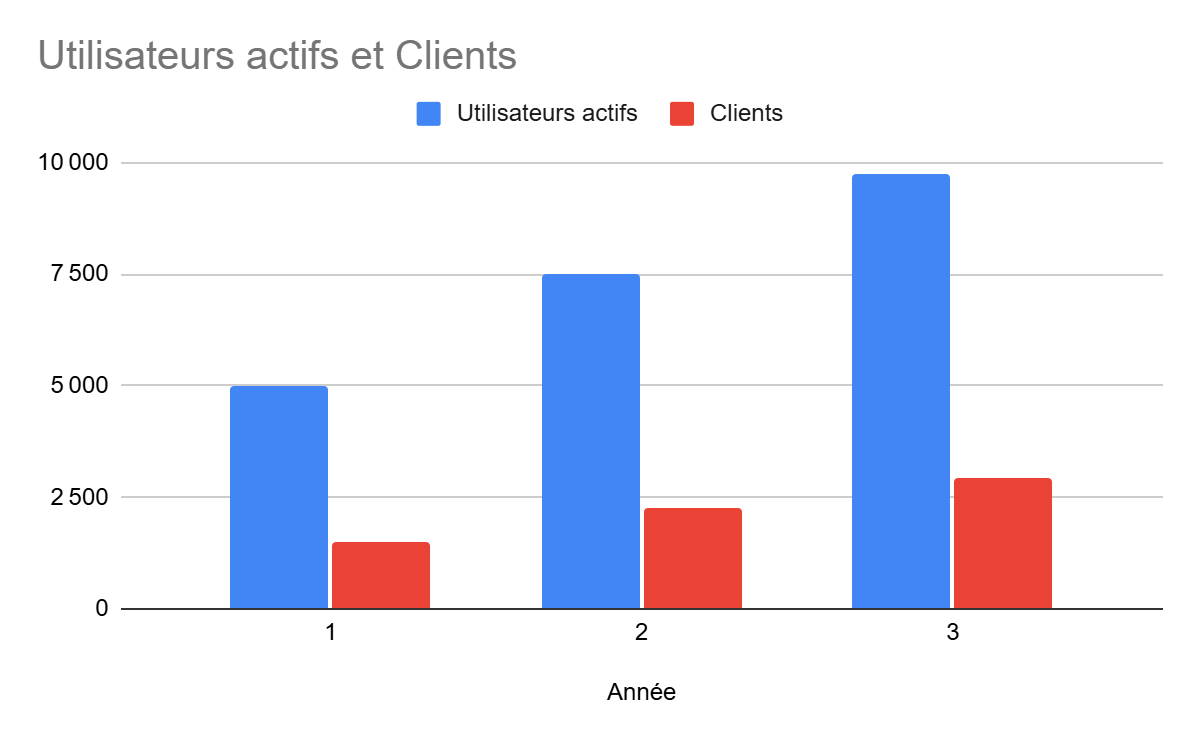 Utilisateurs actifs et Clients
Utilisateurs actifs Clients
10 000
7 500
5 000
2 500
0
1 2 3
Année